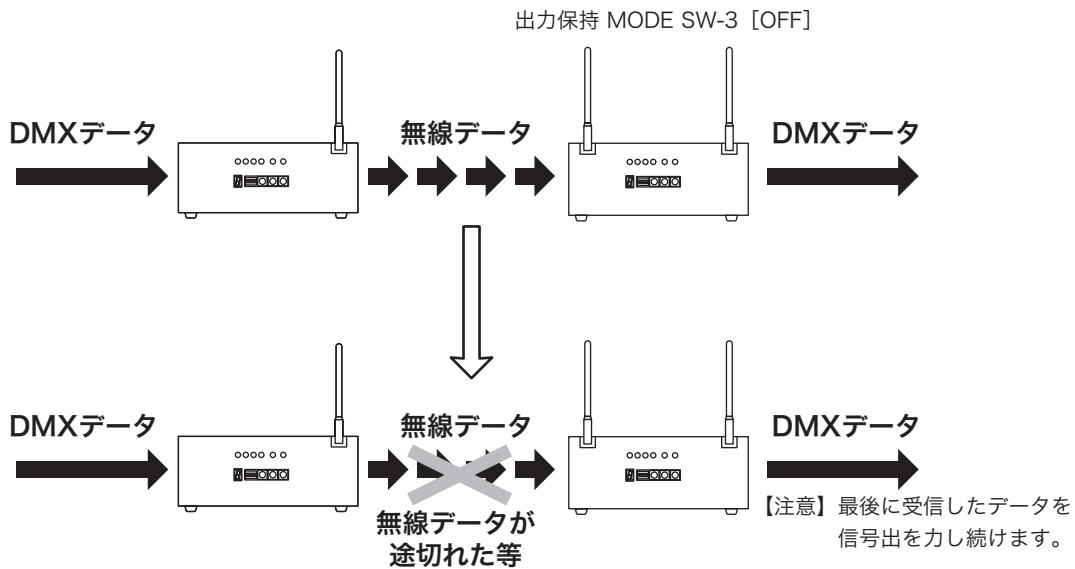 出力保持 MODE SW-3［OFF］
DMXデータ
無線データ
DMXデータ
DMXデータ
無線データ
DMXデータ
無線データが
途切れた等
【注意】最後に受信したデータを
信号出を力し続けます。